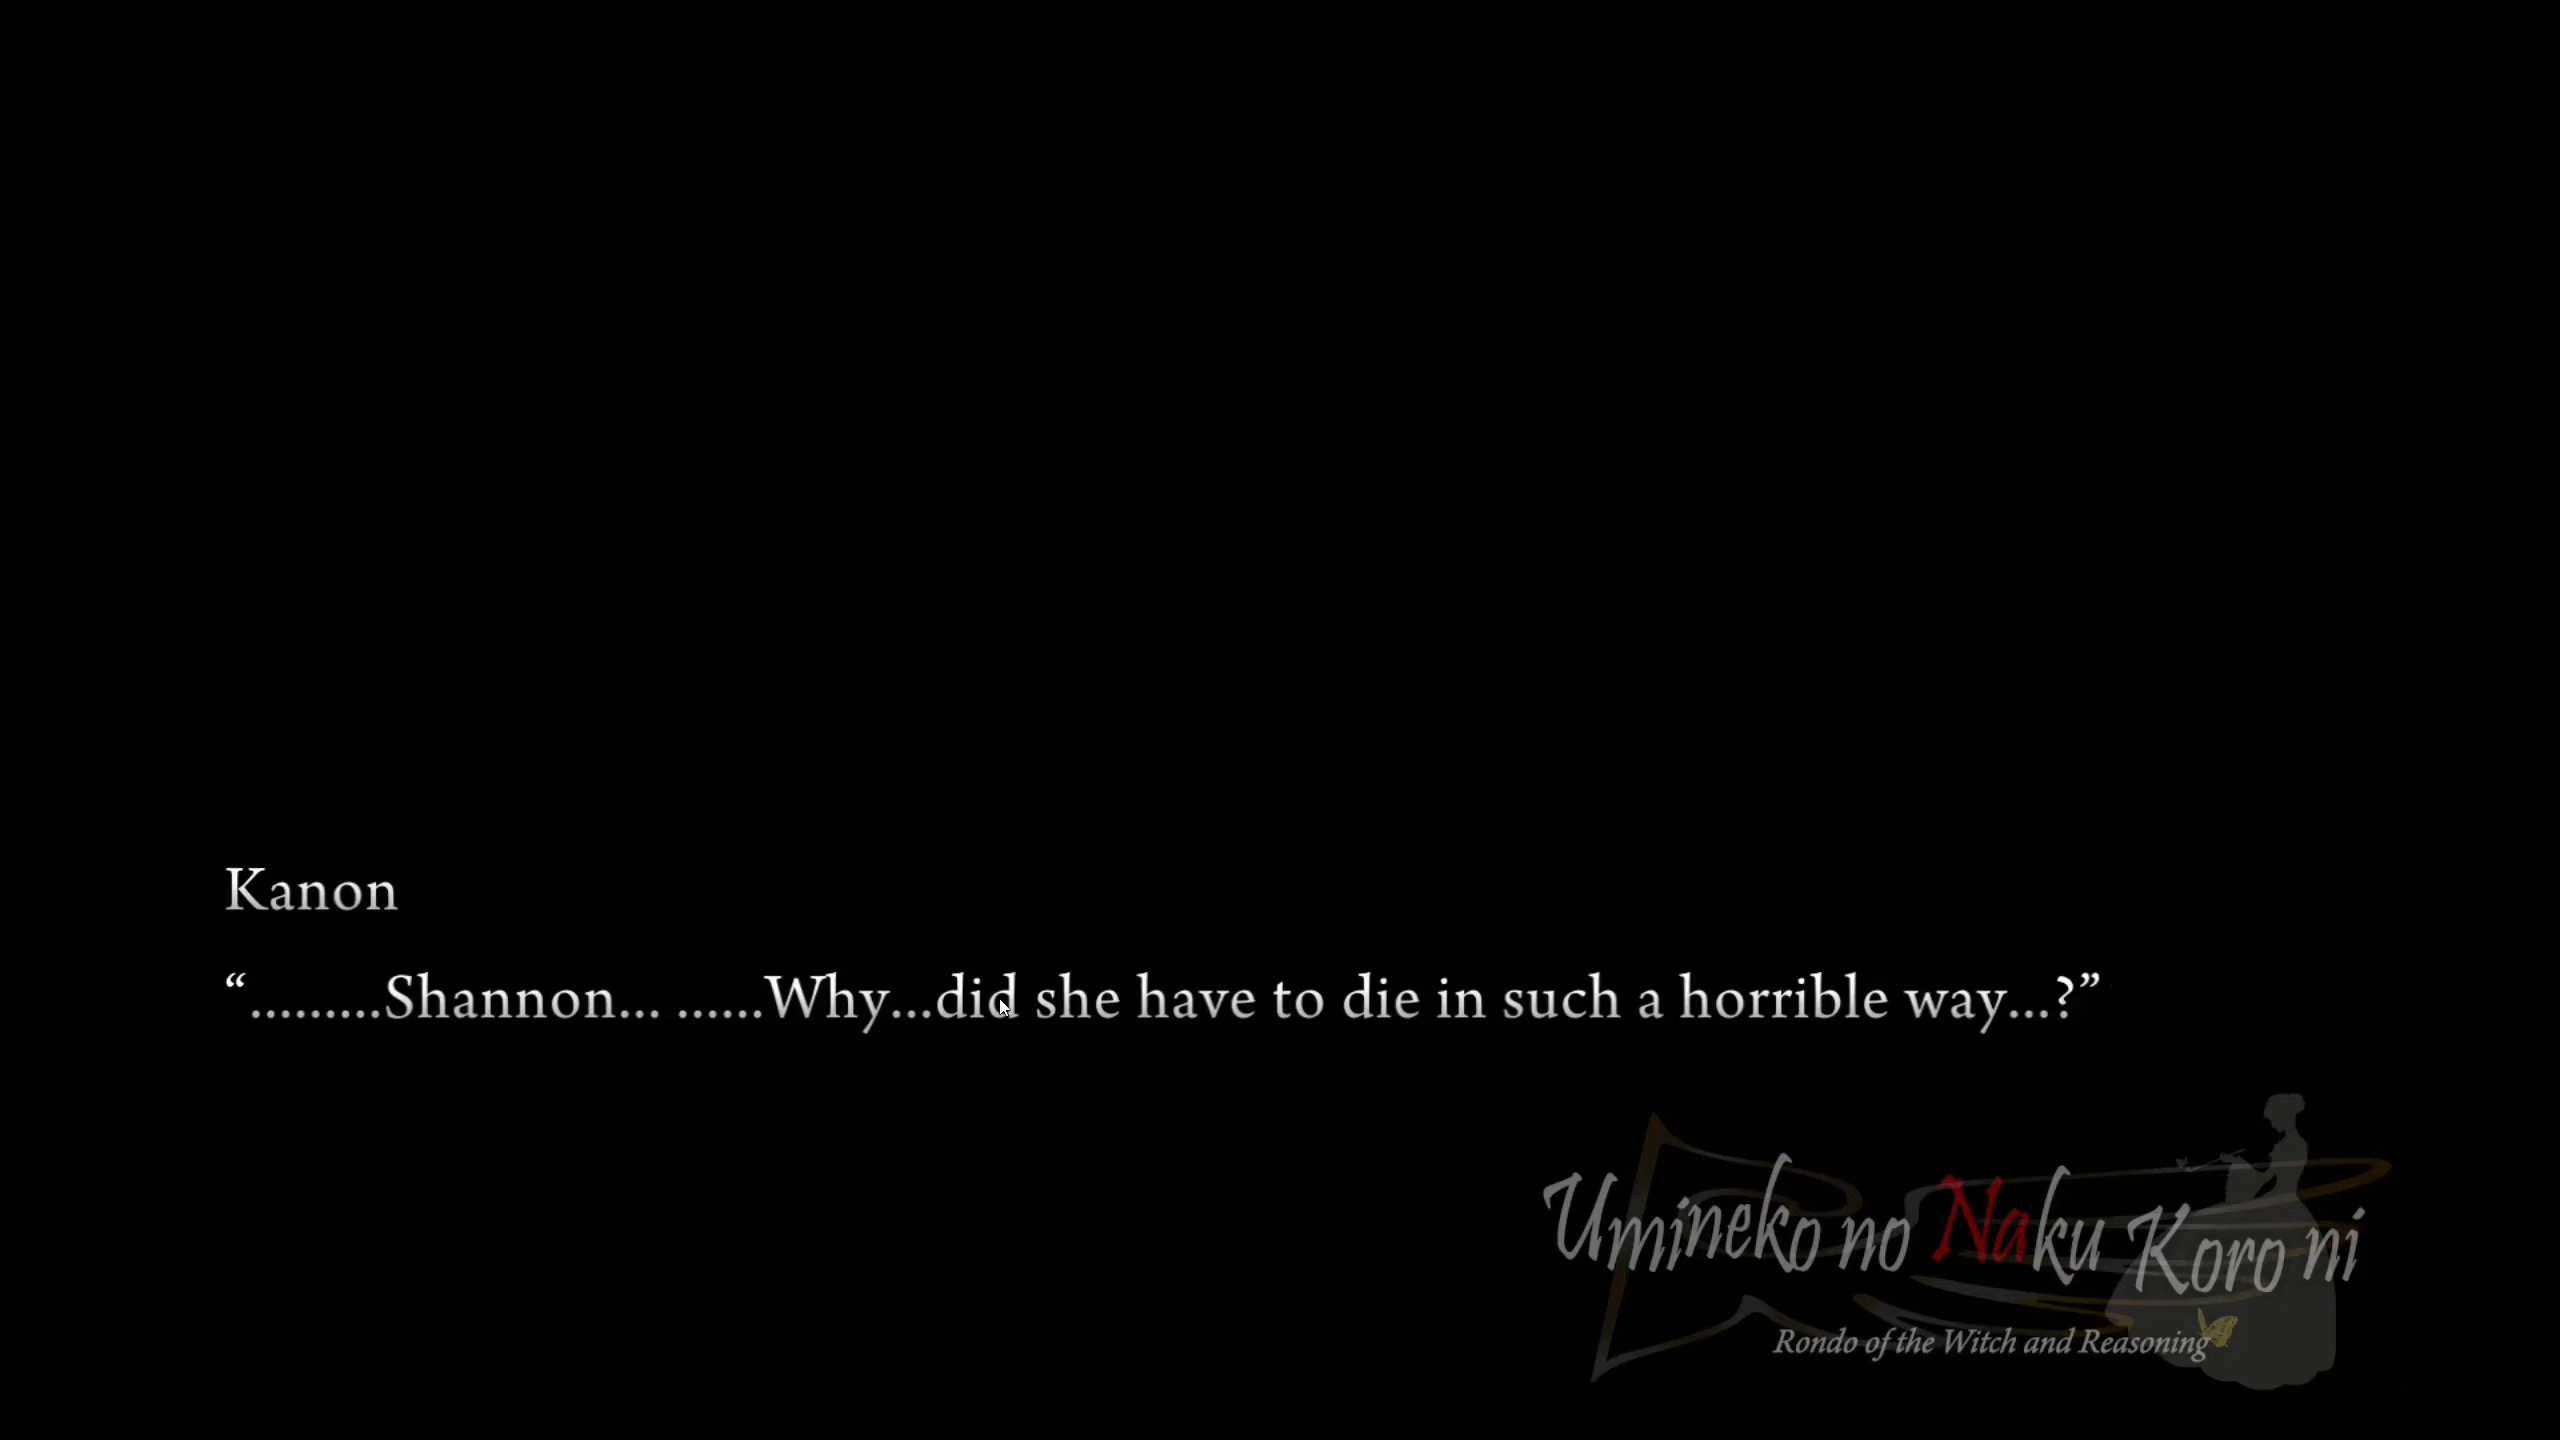 Kanon
“.........Shannon... ......Why...did she have to die in such a horrible way...?”
Umineko no Naku Koro ni
Rondo of the Witch and Reasoning